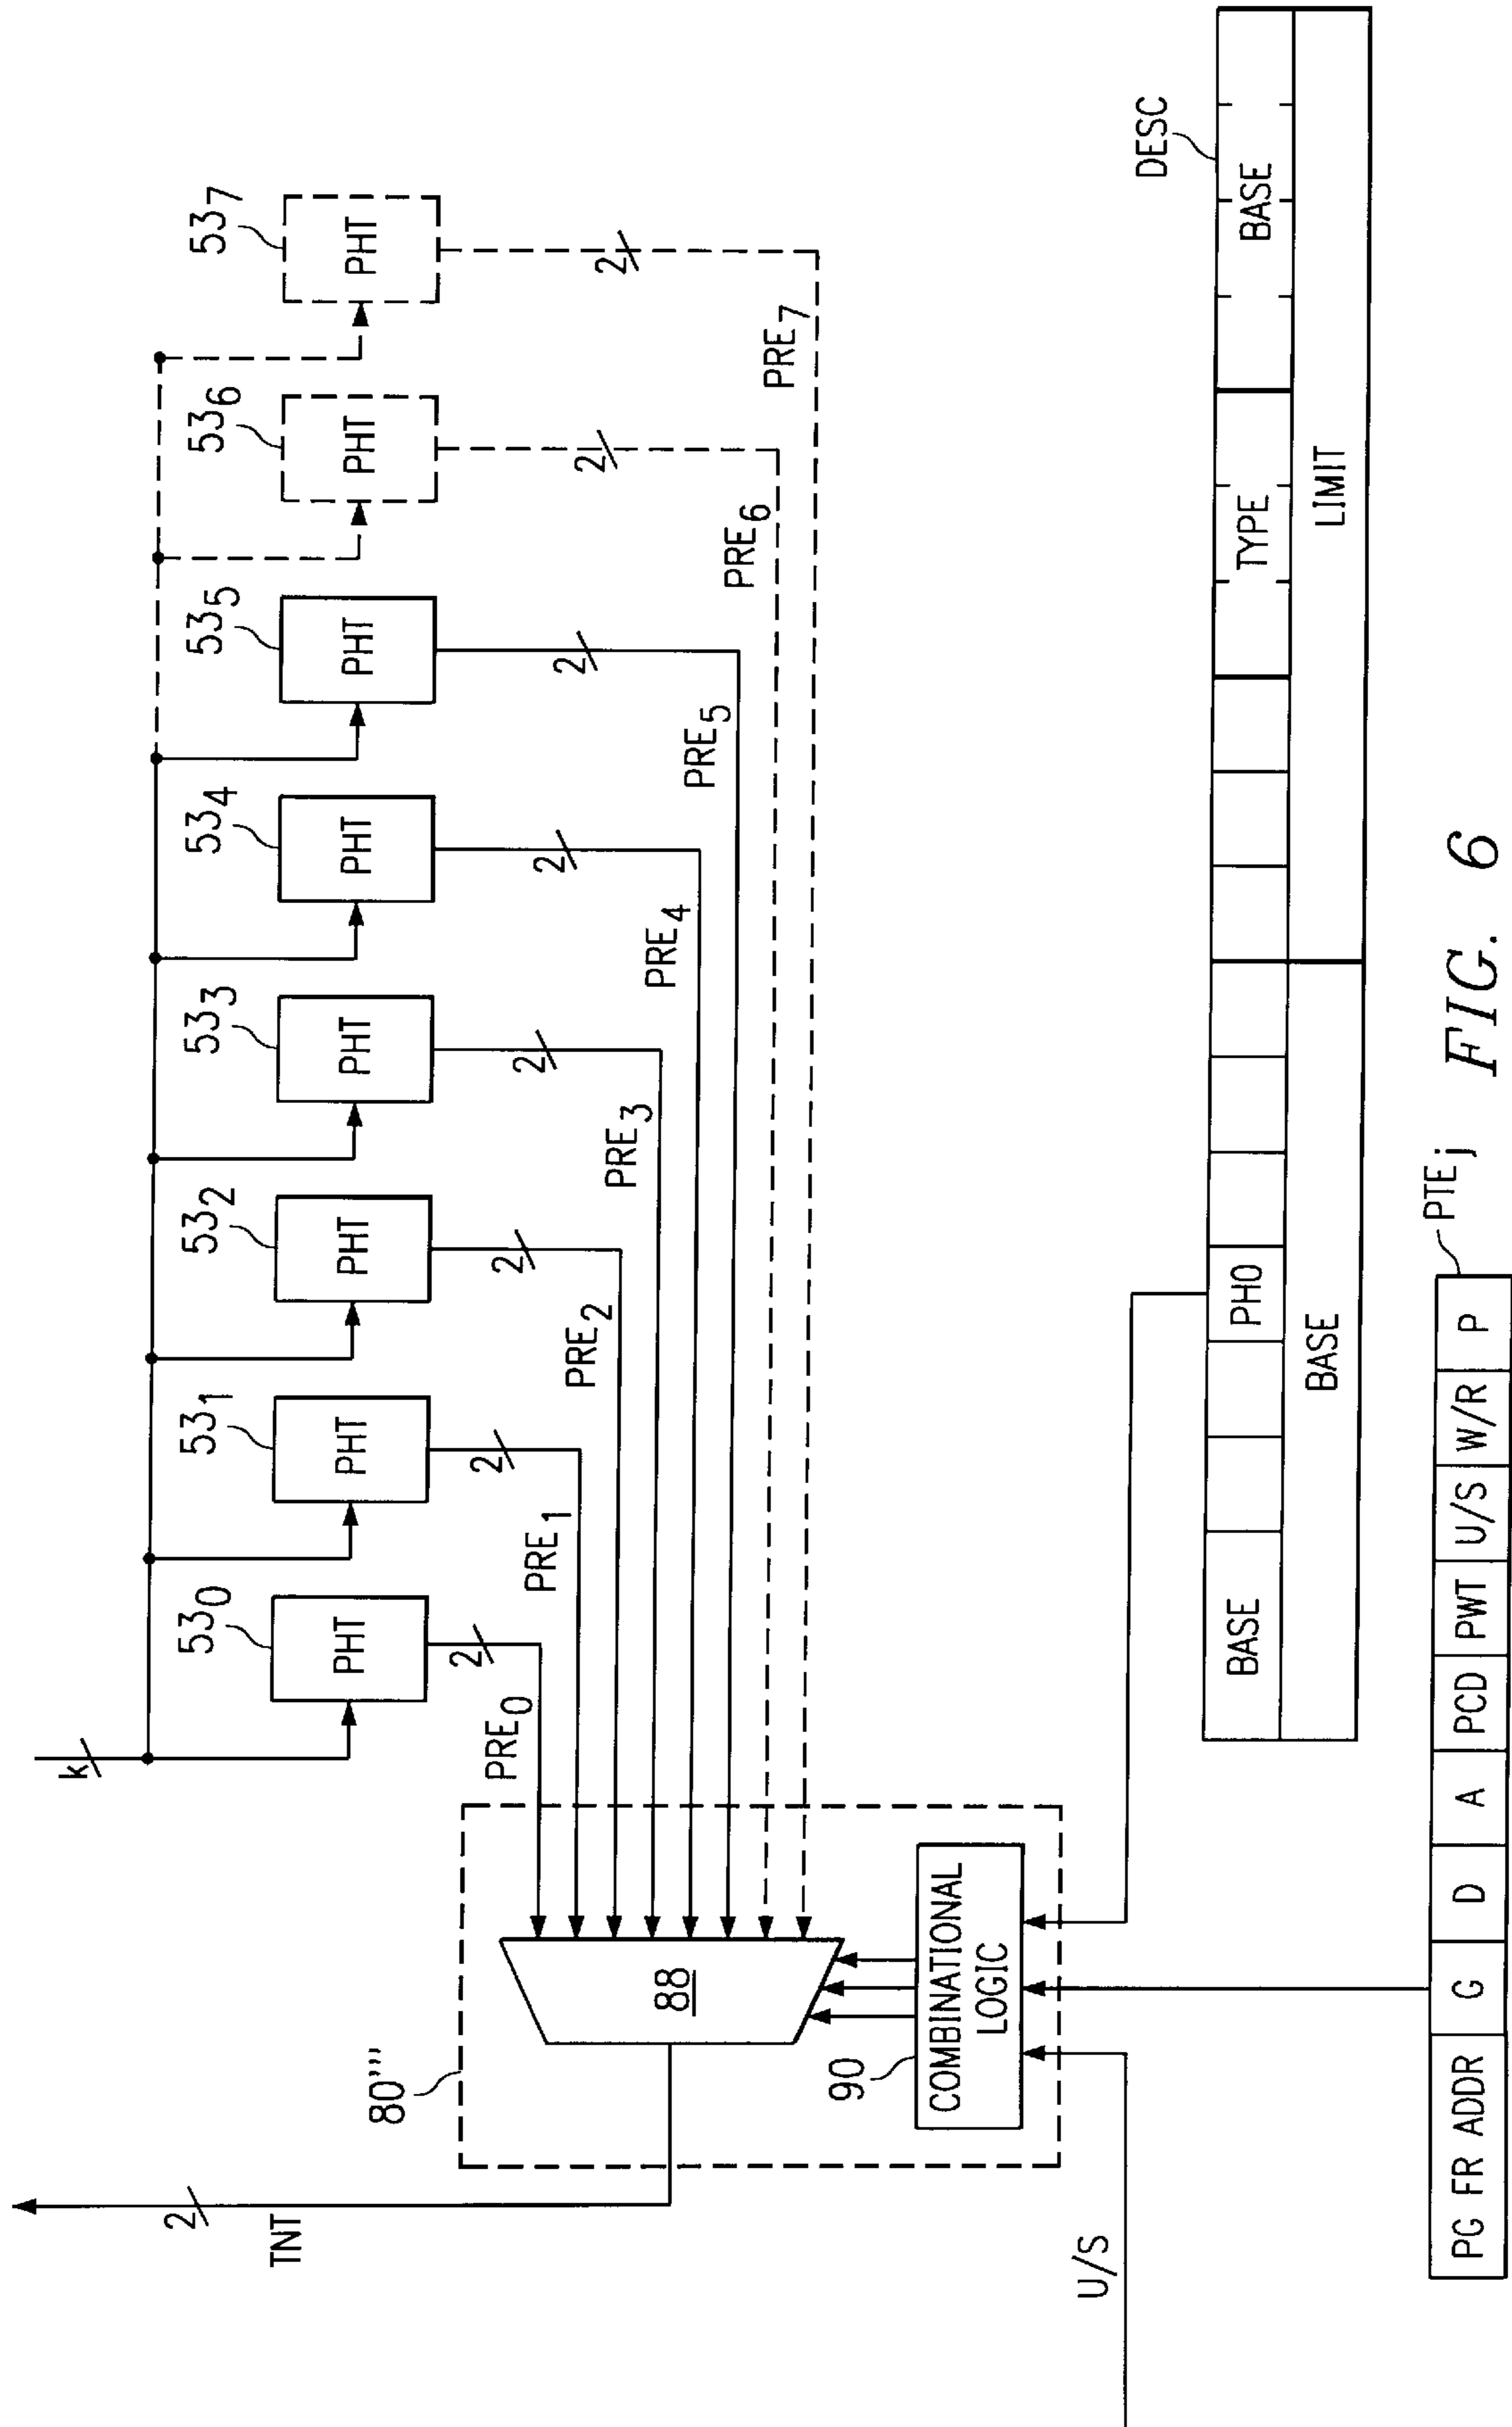 k
53₀
53₁
53₂
53₃
53₄
53₅
53₆
53₇
PHT
PHT
PHT
PHT
PHT
PHT
PHT
PHT
2
2
2
2
2
2
2
2
2
TNT
PRE₀
PRE₁
PRE₂
PRE₃
PRE₄
PRE₅
PRE₆
PRE₇
80'''
88
90
COMBINATIONAL
LOGIC
U/S
DESC
BASE
PH0
TYPE
BASE
BASE
LIMIT
PTEⱼ
PG FR ADDR
G
D
A
PCD
PWT
U/S
W/R
P
FIG. 6